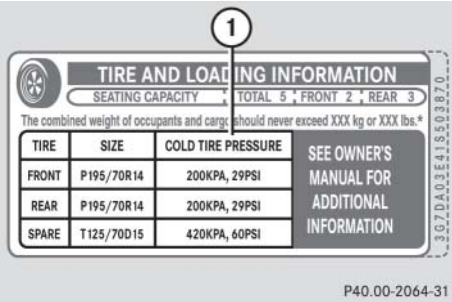 1
TIRE AND LOADING INFORMATION
SEATING CAPACITY TOTAL 5 FRONT 2 REAR 3
The combined weight of occupants and cargo should never exceed XXX kg or XXX lbs.*
TIRE SIZE COLD TIRE PRESSURE
FRONT P195/70R14 200KPA, 29PSI
REAR P195/70R14 200KPA, 29PSI
SPARE T125/70D15 420KPA, 60PSI
SEE OWNER'S
MANUAL FOR
ADDITIONAL
INFORMATION
3G7DA03E41S503870
P40.00-2064-31